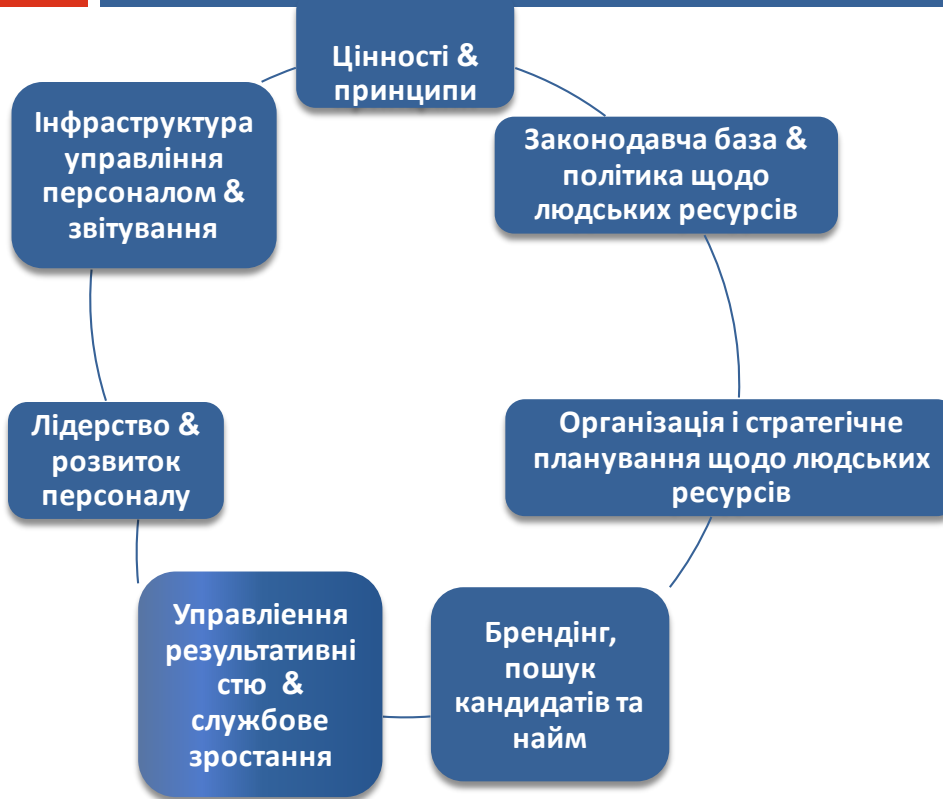 Цінності &
принципи
Законодавча база &
політика щодо
людських ресурсів
Організація і стратегічне
планування щодо людських
ресурсів
Брендінг,
пошук
кандидатів та
найм
Управлієння
результативні
стю &
службове
зростання
Лідерство &
розвиток
персоналу
Інфраструктура
управління
персоналом &
звітування